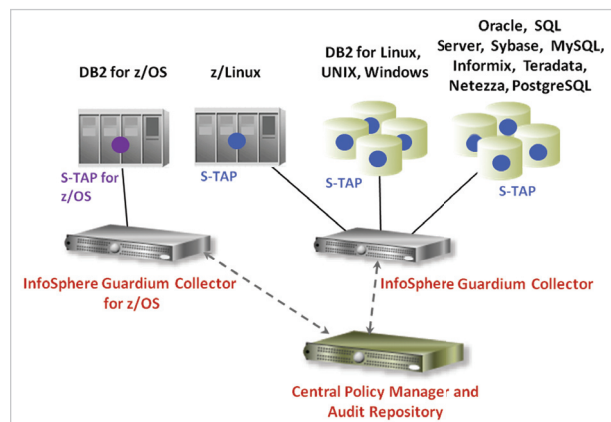 DB2 for z/OS
z/Linux
DB2 for Linux,
UNIX, Windows
Oracle, SQL
Server, Sybase, MySQL,
Informix, Teradata,
Netezza, PostgreSQL
S-TAP for
z/OS
S-TAP
S-TAP
S-TAP
InfoSphere Guardium Collector
for z/OS
InfoSphere Guardium Collector
Central Policy Manager and
Audit Repository